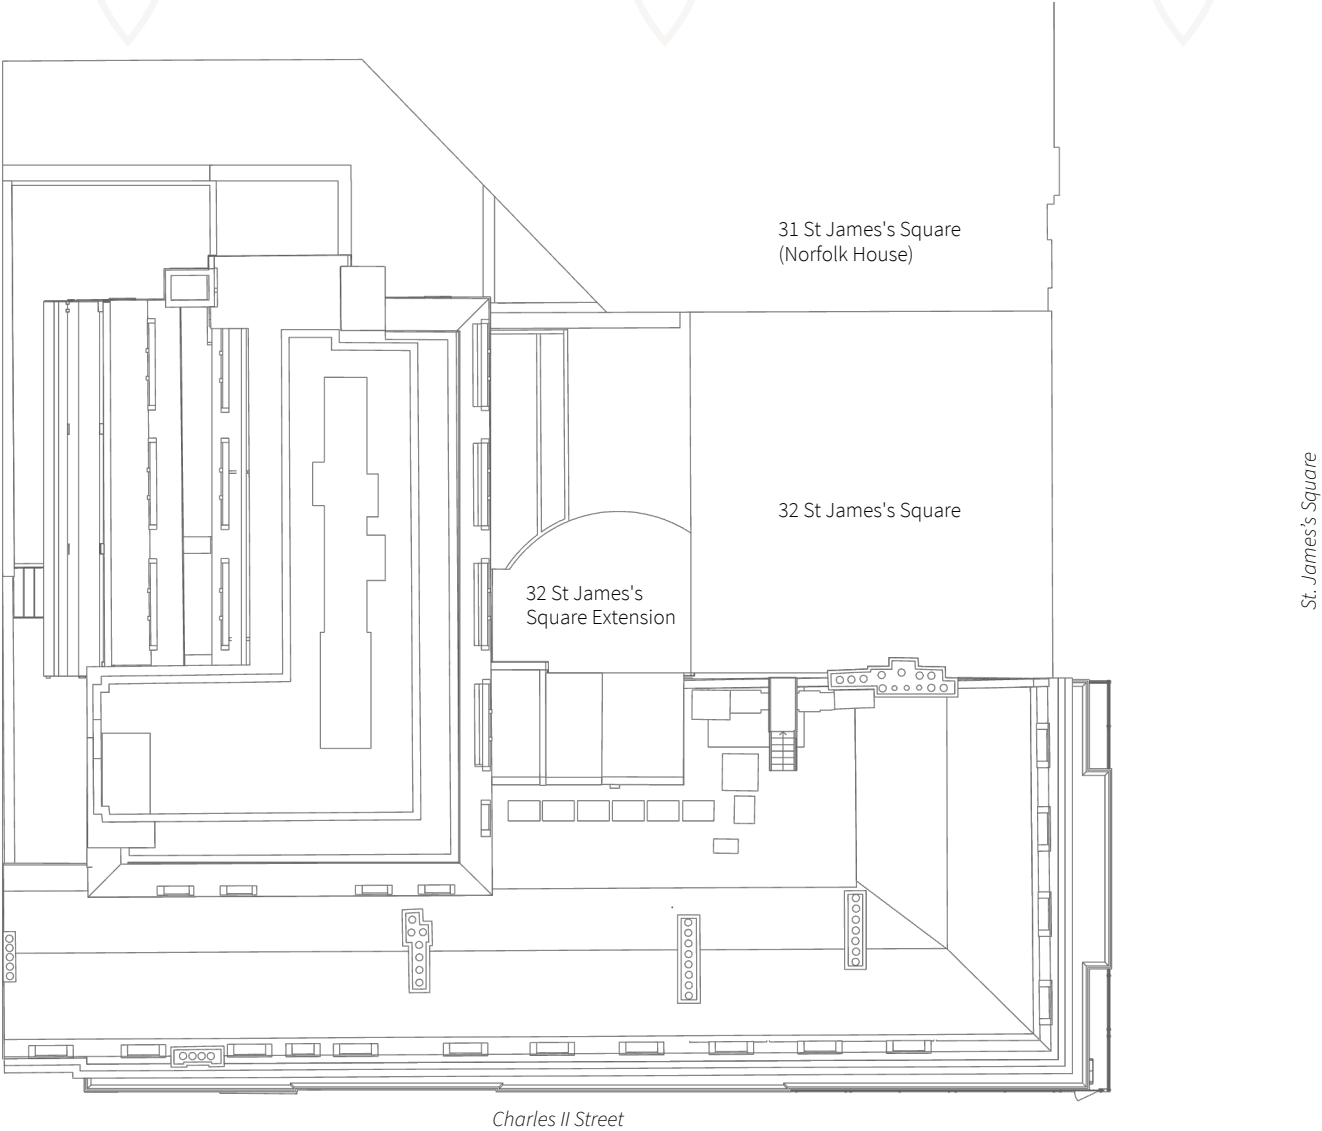 31 St James's Square
(Norfolk House)
St. James's Square
32 St James's Square
32 St James's
Square Extension
Charles II Street